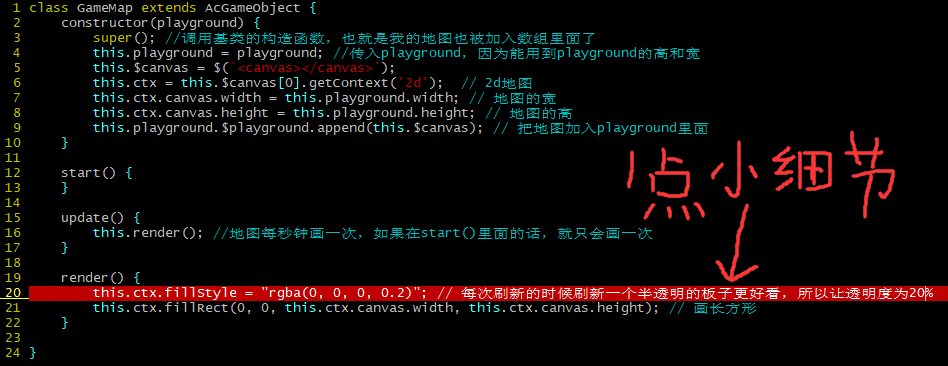 1 class GameMap extends AcGameObject {
2     constructor(playground) {
3         super(); //调用基类的构造函数，也就是我的地图也被加入数组里面了
4         this.playground = playground; //传入playground，因为能用到playground的高和宽
5         this.$canvas = $(`<canvas></canvas>`);
6         this.ctx = this.$canvas[0].getContext('2d');  // 2d地图
7         this.ctx.canvas.width = this.playground.width; // 地图的宽
8         this.ctx.canvas.height = this.playground.height; // 地图的高
9         this.playground.$playground.append(this.$canvas); // 把地图加入playground里面
10     }
11
12     start() {
13     }
14
15     update() {
16         this.render(); //地图每秒钟画一次，如果在start()里面的话，就只会画一次
17     }
18
19     render() {
1点小细节
20         this.ctx.fillStyle = "rgba(0, 0, 0, 0.2)"; // 每次刷新的时候刷新一个半透明的板子更好看，所以让透明度为20%
21         this.ctx.fillRect(0, 0, this.ctx.canvas.width, this.ctx.canvas.height); // 画长方形
22     }
23
24 }